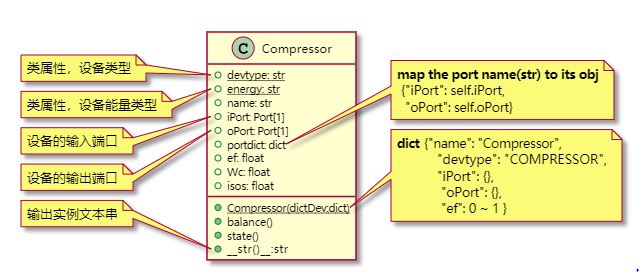 C Compressor
devtype: str
energy: str
name: str
iPort: Port[1]
oPort: Port[1]
portdict: dict
ef: float
Wc: float
isos: float
Compressor(dictDev:dict)
balance()
state()
__str()__:str
类属性，设备类型
类属性，设备能量类型
设备的输入端口
设备的输出端口
输出实例文本串
map the port name(str) to its obj
{"iPort": self.iPort,
"oPort": self.oPort}
dict {"name": "Compressor",
"devtype": "COMPRESSOR",
"iPort": {},
"oPort": {},
"ef": 0 ~ 1 }